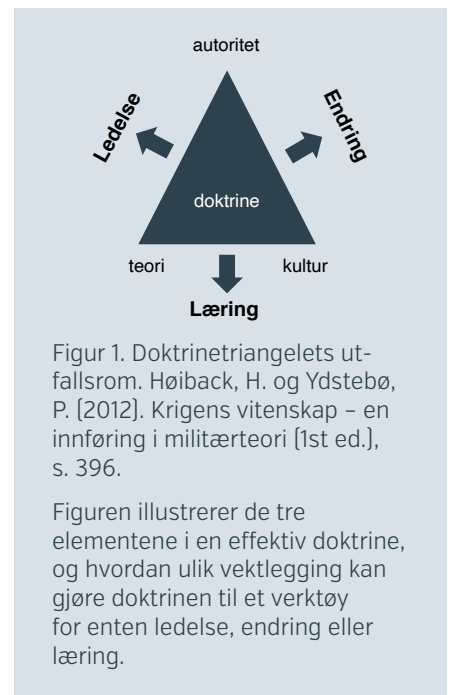 autoritet
Ledelse
Endring
doktrine
teori
kultur
Læring
Figur 1. Doktrinetriangelets ut-
fallsrom. Høiback, H. og Ydstebø,
P. (2012). Krigens vitenskap – en
innføring i militærteori (1st ed.),
s. 396.
Figuren illustrerer de tre
elementene i en effektiv doktrine,
og hvordan ulik vektlegging kan
gjøre doktrinen til et verktøy
for enten ledelse, endring eller
læring.